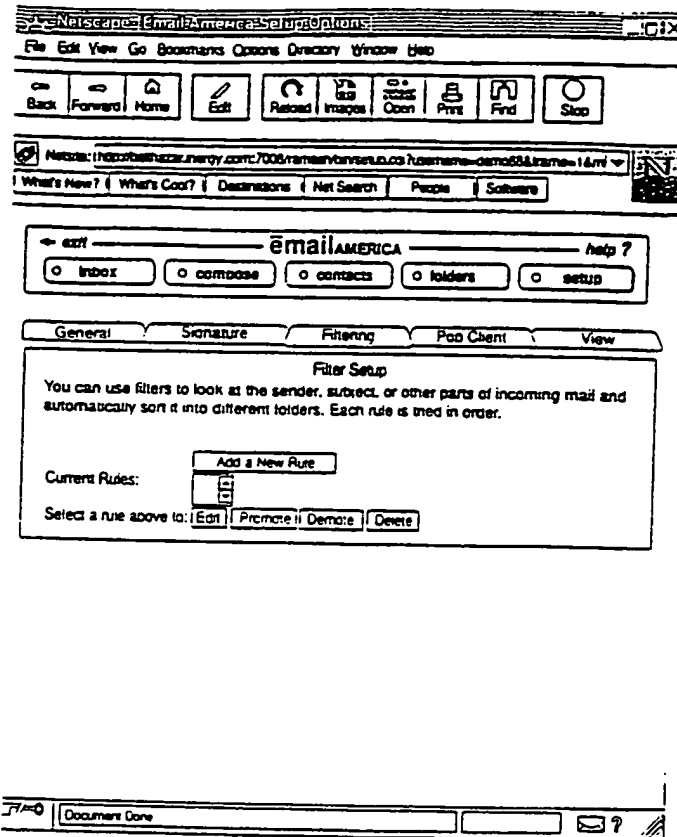 Netscape-[Email America-Setup Options]
File Edit View Go Bookmarks Options Directory Window Help
Back Forward Home Edit Reload Images Open Print Find Stop
Netsite:
What's New? What's Cool? Destinations Net Search People Software
exit ēmailAMERICA help ?
inbox compose contacts folders setup
General Signature Filtering Pop Client View
Filter Setup
You can use filters to look at the sender, subject, or other parts of incoming mail and
automatically sort it into different folders. Each rule is tried in order.
Add a New Rule
Current Rules:
Select a rule above to: Edit Promote Demote Delete
Document Done